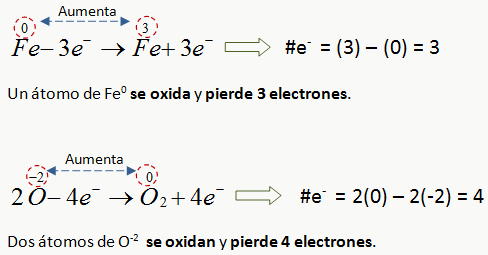 Aumenta
0 3
Fe – 3e⁻ → Fe + 3e⁻ #e⁻ = (3) – (0) = 3
Un átomo de Fe⁰ se oxida y pierde 3 electrones.
Aumenta
–2 0
2 O – 4e⁻ → O₂ + 4e⁻ #e⁻ = 2(0) – 2(-2) = 4
Dos átomos de O⁻² se oxidan y pierde 4 electrones.